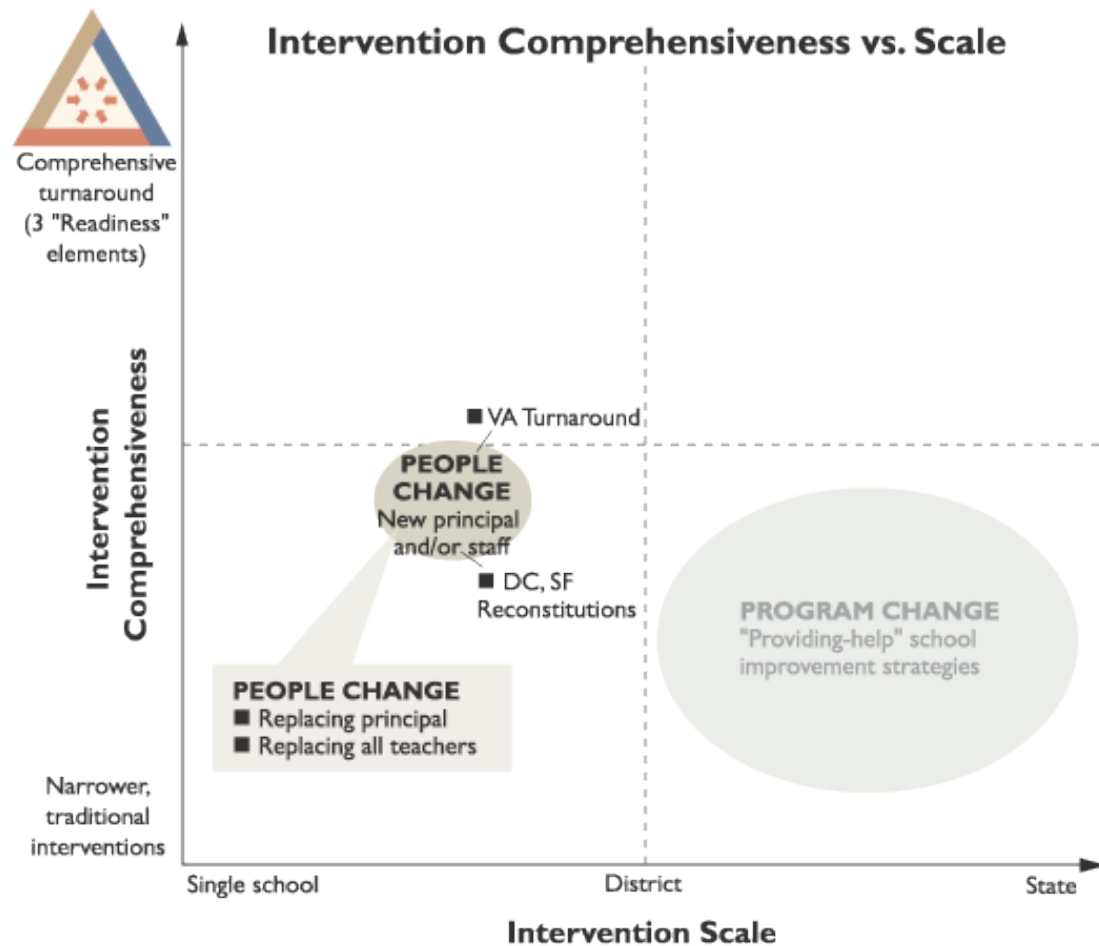 Intervention Comprehensiveness vs. Scale
Comprehensive
turnaround
(3 "Readiness"
elements)
Intervention
Comprehensiveness
■ VA Turnaround
PEOPLE
CHANGE
New principal
and/or staff
■ DC, SF
Reconstitutions
PROGRAM CHANGE
"Providing-help" school
improvement strategies
PEOPLE CHANGE
■ Replacing principal
■ Replacing all teachers
Narrower,
traditional
interventions
Single school
District
State
Intervention Scale